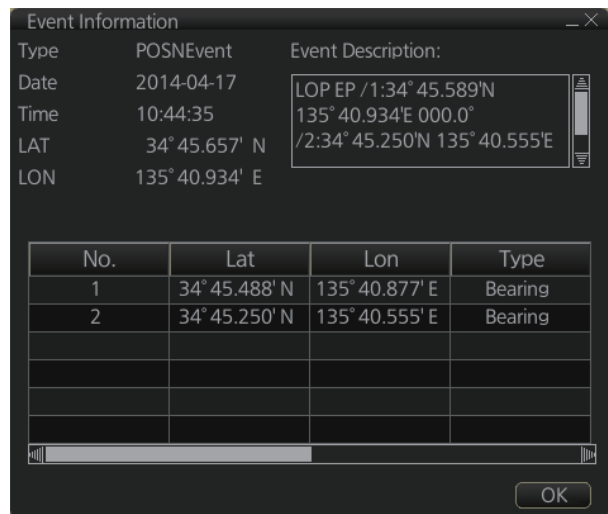 Event Information
Type POSNEvent
Date 2014-04-17
Time 10:44:35
LAT 34°45.657' N
LON 135°40.934' E
Event Description:
LOP EP /1:34°45.589'N
135°40.934'E 000.0°
/2:34°45.250'N 135°40.555'E
No. Lat Lon Type
1 34°45.488' N 135°40.877' E Bearing
2 34°45.250' N 135°40.555' E Bearing
OK